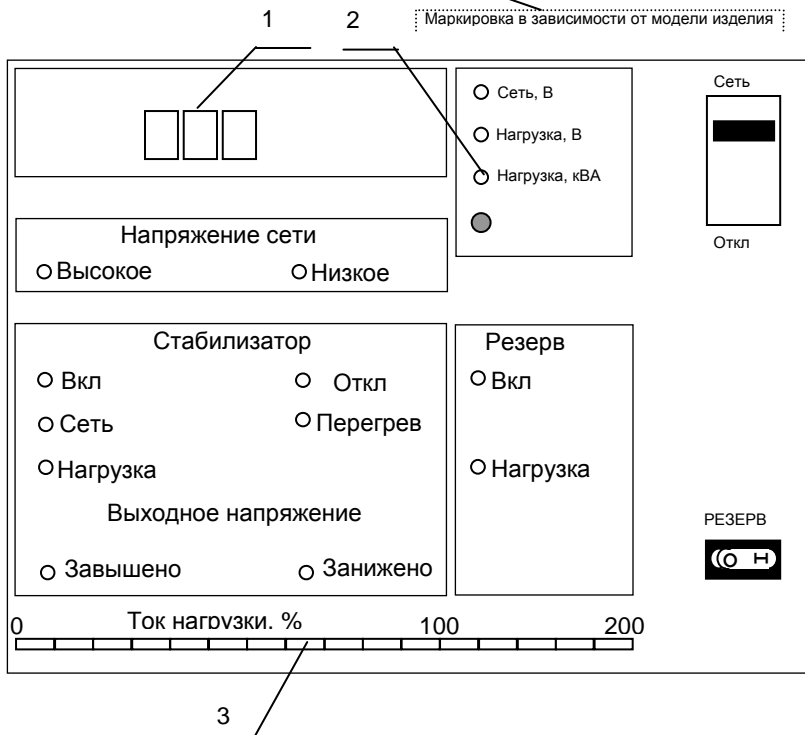 1
2
Маркировка в зависимости от модели изделия
Сеть, В
Нагрузка, В
Нагрузка, кВА
Сеть
Откл
Напряжение сети
Высокое
Низкое
Стабилизатор
Вкл
Откл
Сеть
Перегрев
Нагрузка
Выходное напряжение
Завышено
Занижено
Резерв
Вкл
Нагрузка
РЕЗЕРВ
0
Ток нагрузки. %
100
200
3